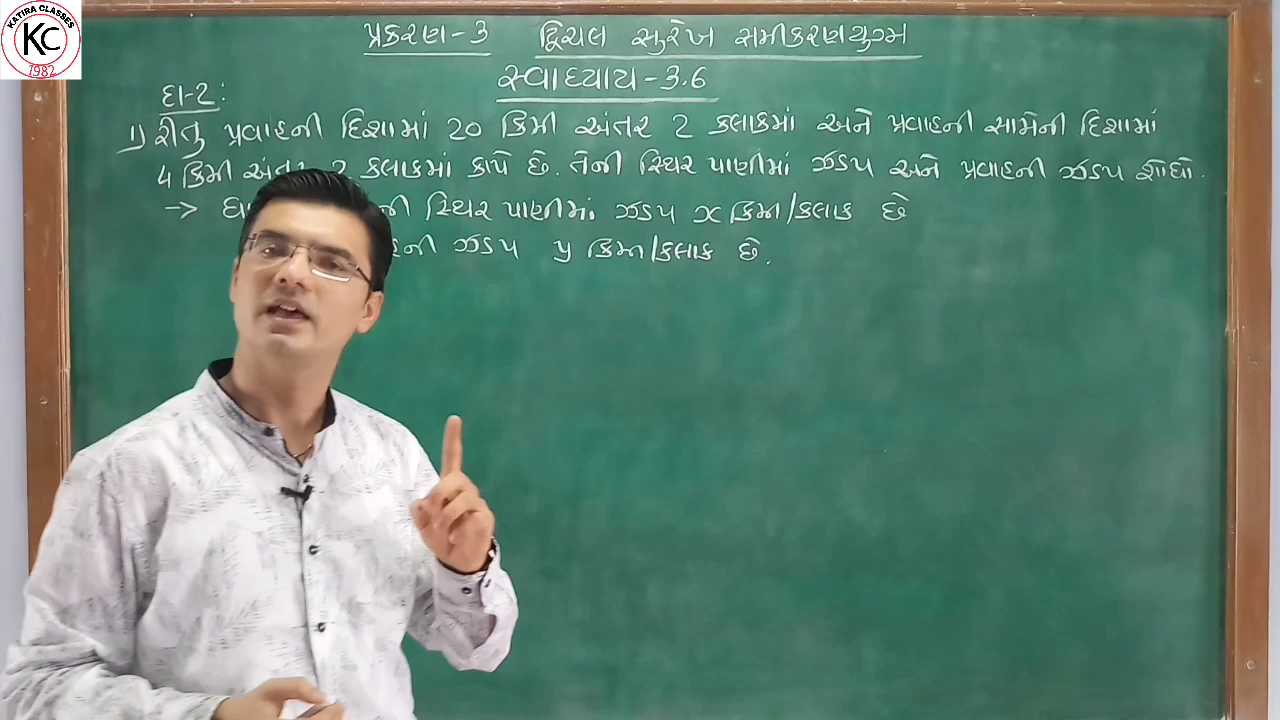 KATIRA CLASSES
KC
1982
પ્રકરણ-3 દ્વિચલ સુરેખ સમીકરણયુગ્મ
સ્વાધ્યાય-3.6
દા-2:
1) રીતુ પ્રવાહની દિશામાં 20 કિમી અંતર 2 કલાકમાં અને પ્રવાહની સામેની દિશામાં
4 કિમી 2 કલાકમાં કાપે છે. તેની સ્થિર પાણીમાં ઝડપ અને પ્રવાહની ઝડપ શોધો.
→ સ્થિર પાણીમાં ઝડપ x કિમી/કલાક છે
ઝડપ y કિમી/કલાક છે.